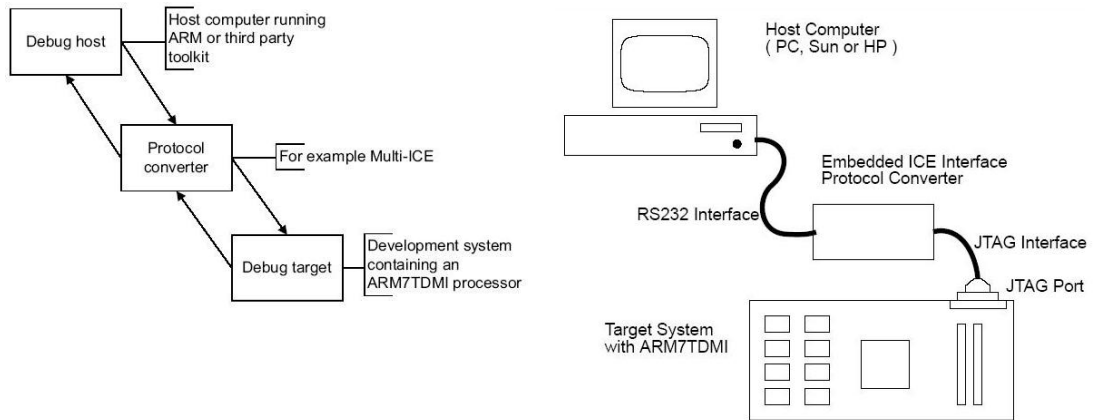 Debug host
Host computer running
ARM or third party
toolkit
Protocol
converter
For example Multi-ICE
Debug target
Development system
containing an
ARM7TDMI processor
Host Computer
( PC, Sun or HP )
Embedded ICE Interface
Protocol Converter
RS232 Interface
JTAG Interface
JTAG Port
Target System
with ARM7TDMI